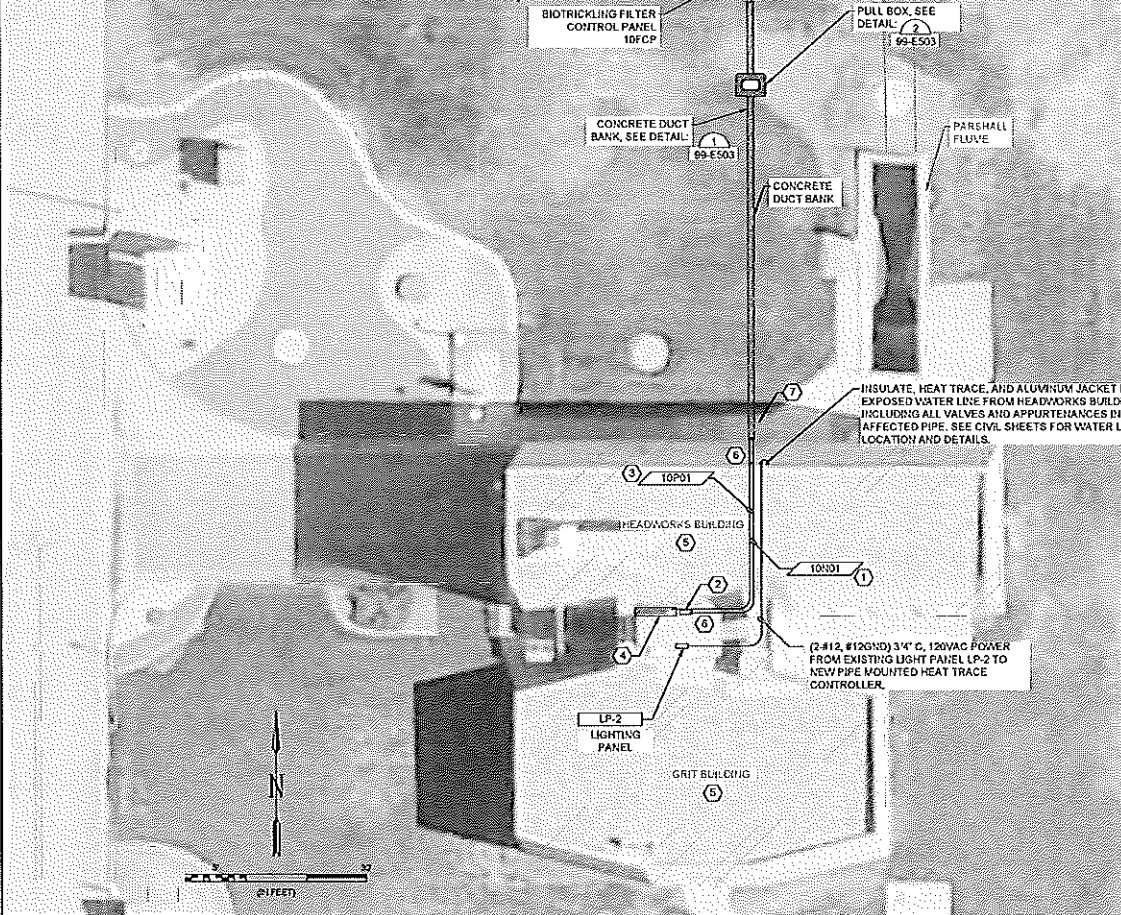 BIOTRICKLING FILTER
CONTROL PANEL
10FCP
PULL BOX, SEE
DETAIL:
2
99-E503
CONCRETE DUCT
BANK, SEE DETAIL:
1
99-E503
PARSHALL
FLUME
CONCRETE
DUCT BANK
7
INSULATE, HEAT TRACE, AND ALUMINUM JACKET
EXPOSED WATER LINE FROM HEADWORKS BUILD
INCLUDING ALL VALVES AND APPURTENANCES IN
AFFECTED PIPE. SEE CIVIL SHEETS FOR WATER L
LOCATION AND DETAILS.
6
3
10P01
HEADWORKS BUILDING
5
10N01
1
2
6
4
(2-#12, #12GND) 3/4" C, 120VAC POWER
FROM EXISTING LIGHT PANEL LP-2 TO
NEW PIPE MOUNTED HEAT TRACE
CONTROLLER.
LP-2
LIGHTING
PANEL
GRIT BUILDING
5
N